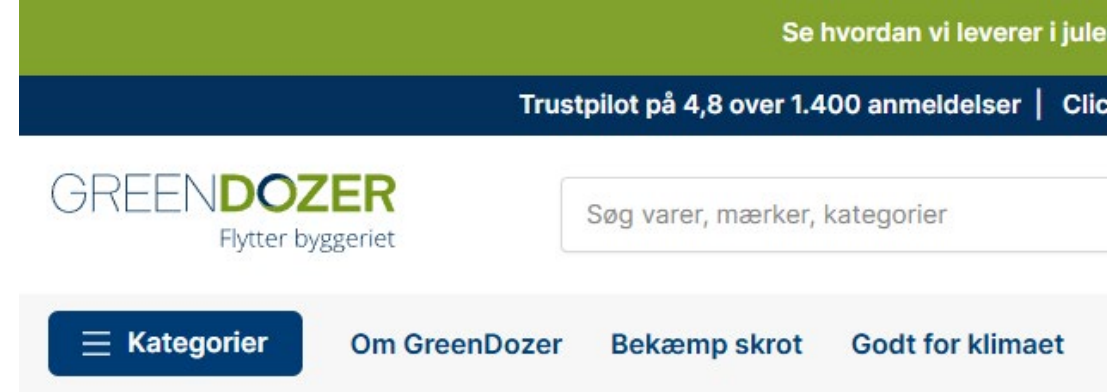 Se hvordan vi leverer i jule
Trustpilot på 4,8 over 1.400 anmeldelser | Clic
GREENDOZER
Flytter byggeriet
Søg varer, mærker, kategorier
Kategorier
Om GreenDozer
Bekæmp skrot
Godt for klimaet